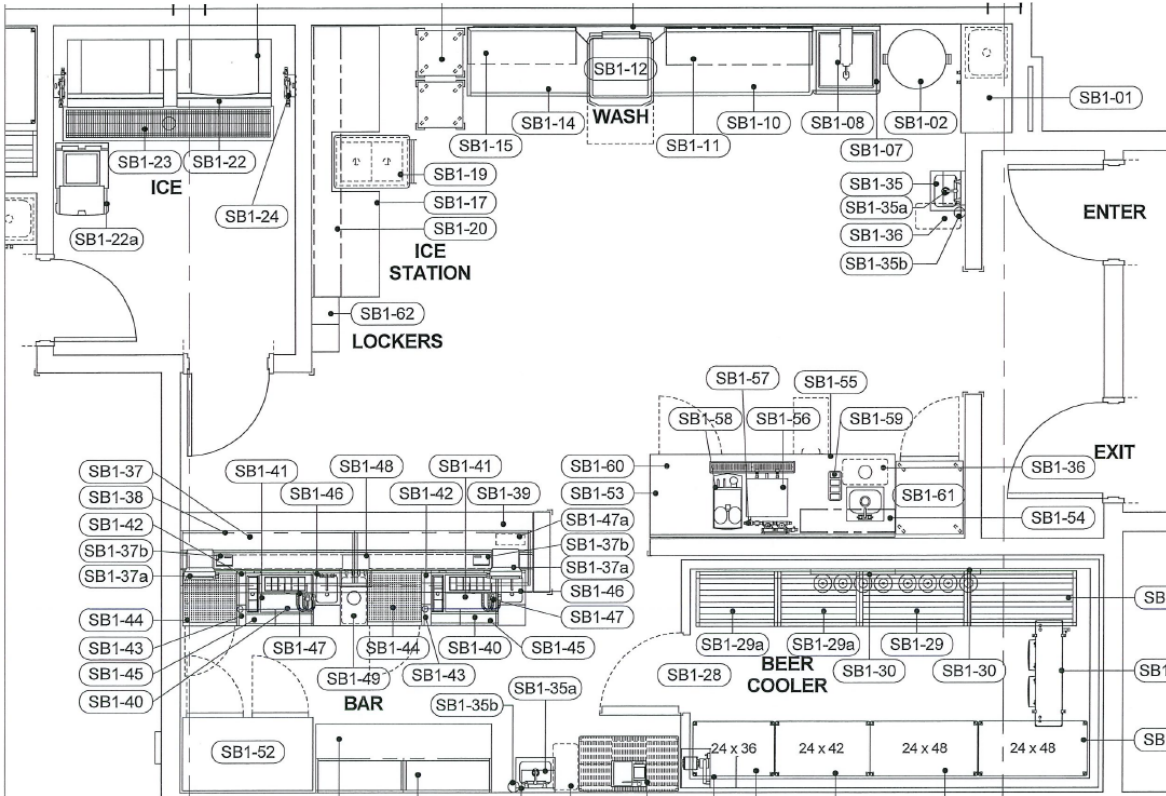 SB1-12
SB1-01
WASH
SB1-14
SB1-10
SB1-08
SB1-02
SB1-15
SB1-11
SB1-07
SB1-23
SB1-22
ICE
SB1-24
SB1-22a
SB1-19
SB1-17
SB1-20
ICE
STATION
SB1-62
LOCKERS
SB1-35
SB1-35a
SB1-36
SB1-35b
ENTER
EXIT
SB1-57
SB1-55
SB1-58
SB1-56
SB1-59
SB1-60
SB1-36
SB1-53
SB1-61
SB1-54
SB1-37
SB1-41
SB1-48
SB1-41
SB1-38
SB1-46
SB1-42
SB1-39
SB1-42
SB1-47a
SB1-37b
SB1-37b
SB1-37a
SB1-37a
SB1-46
SB1-44
SB1-47
SB1-43
SB1-47
SB1-44
SB1-40
SB1-45
SB1-45
SB1-49
SB1-43
SB1-40
BAR
SB1-35a
SB1-35b
SB1-52
SB1-29a
SB1-29a
SB1-29
SB1-28
BEER
COOLER
SB1-30
SB1-30
SB
SB1
SB
24 x 36
24 x 42
24 x 48
24 x 48